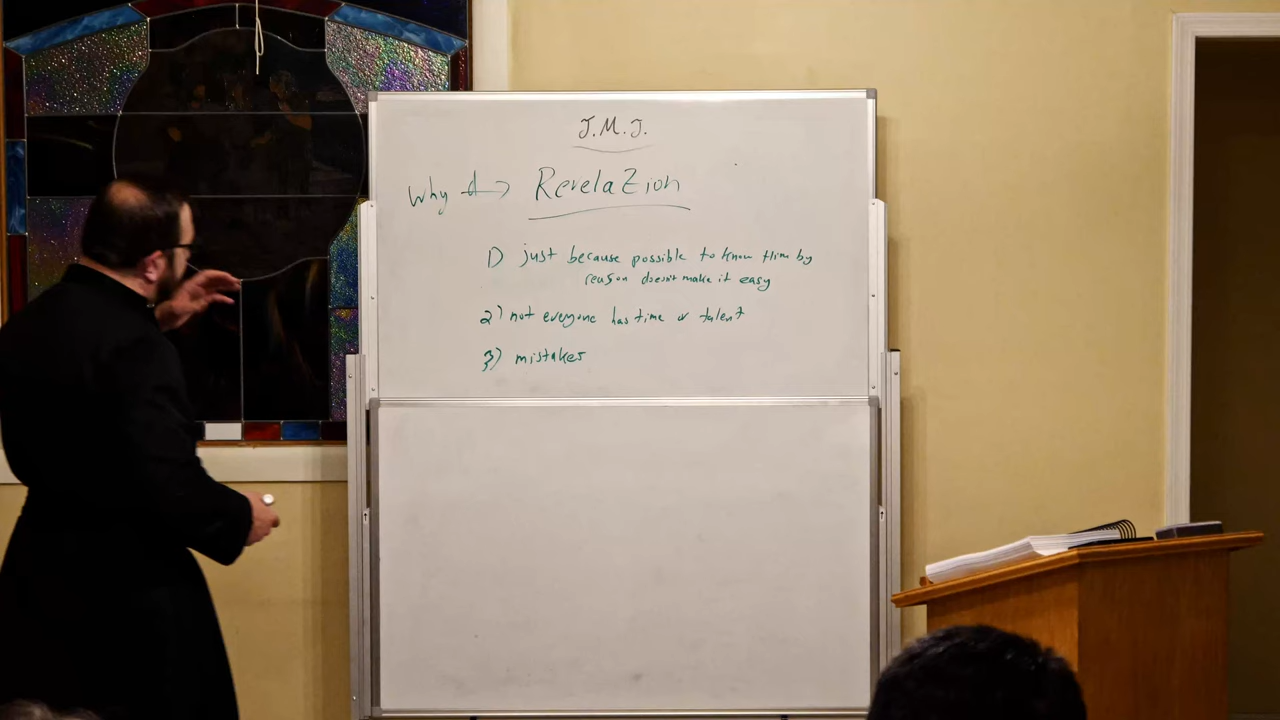 J.M.J.
Why → RevelaZion
1) just because possible to know Him by
reason doesn't make it easy
2) not everyone has time or talent
3) mistakes